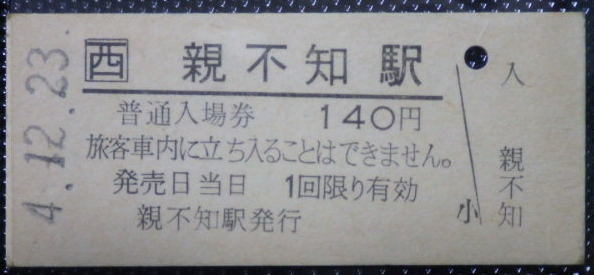 4.12.23.
西 親不知駅
普通入場券 140円
旅客車内に立ち入ることはできません。
発売日当日 1回限り有効
親不知駅発行
入 親不知
小